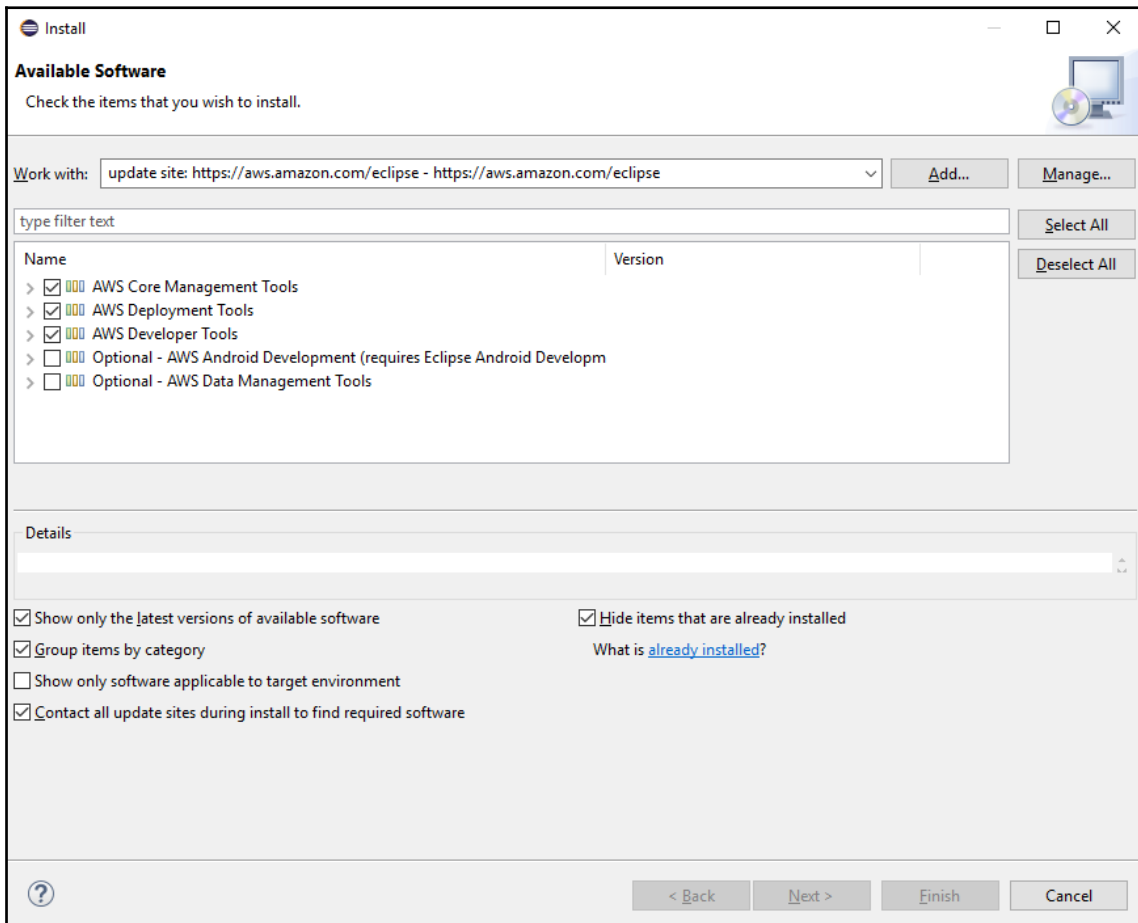 Install
Available Software
Check the items that you wish to install.
Work with: update site: https://aws.amazon.com/eclipse - https://aws.amazon.com/eclipse Add... Manage...
type filter text Select All
Name Version Deselect All
AWS Core Management Tools
AWS Deployment Tools
AWS Developer Tools
Optional - AWS Android Development (requires Eclipse Android Developm
Optional - AWS Data Management Tools
Details
Show only the latest versions of available software Hide items that are already installed
Group items by category What is already installed?
Show only software applicable to target environment
Contact all update sites during install to find required software
? < Back Next > Finish Cancel